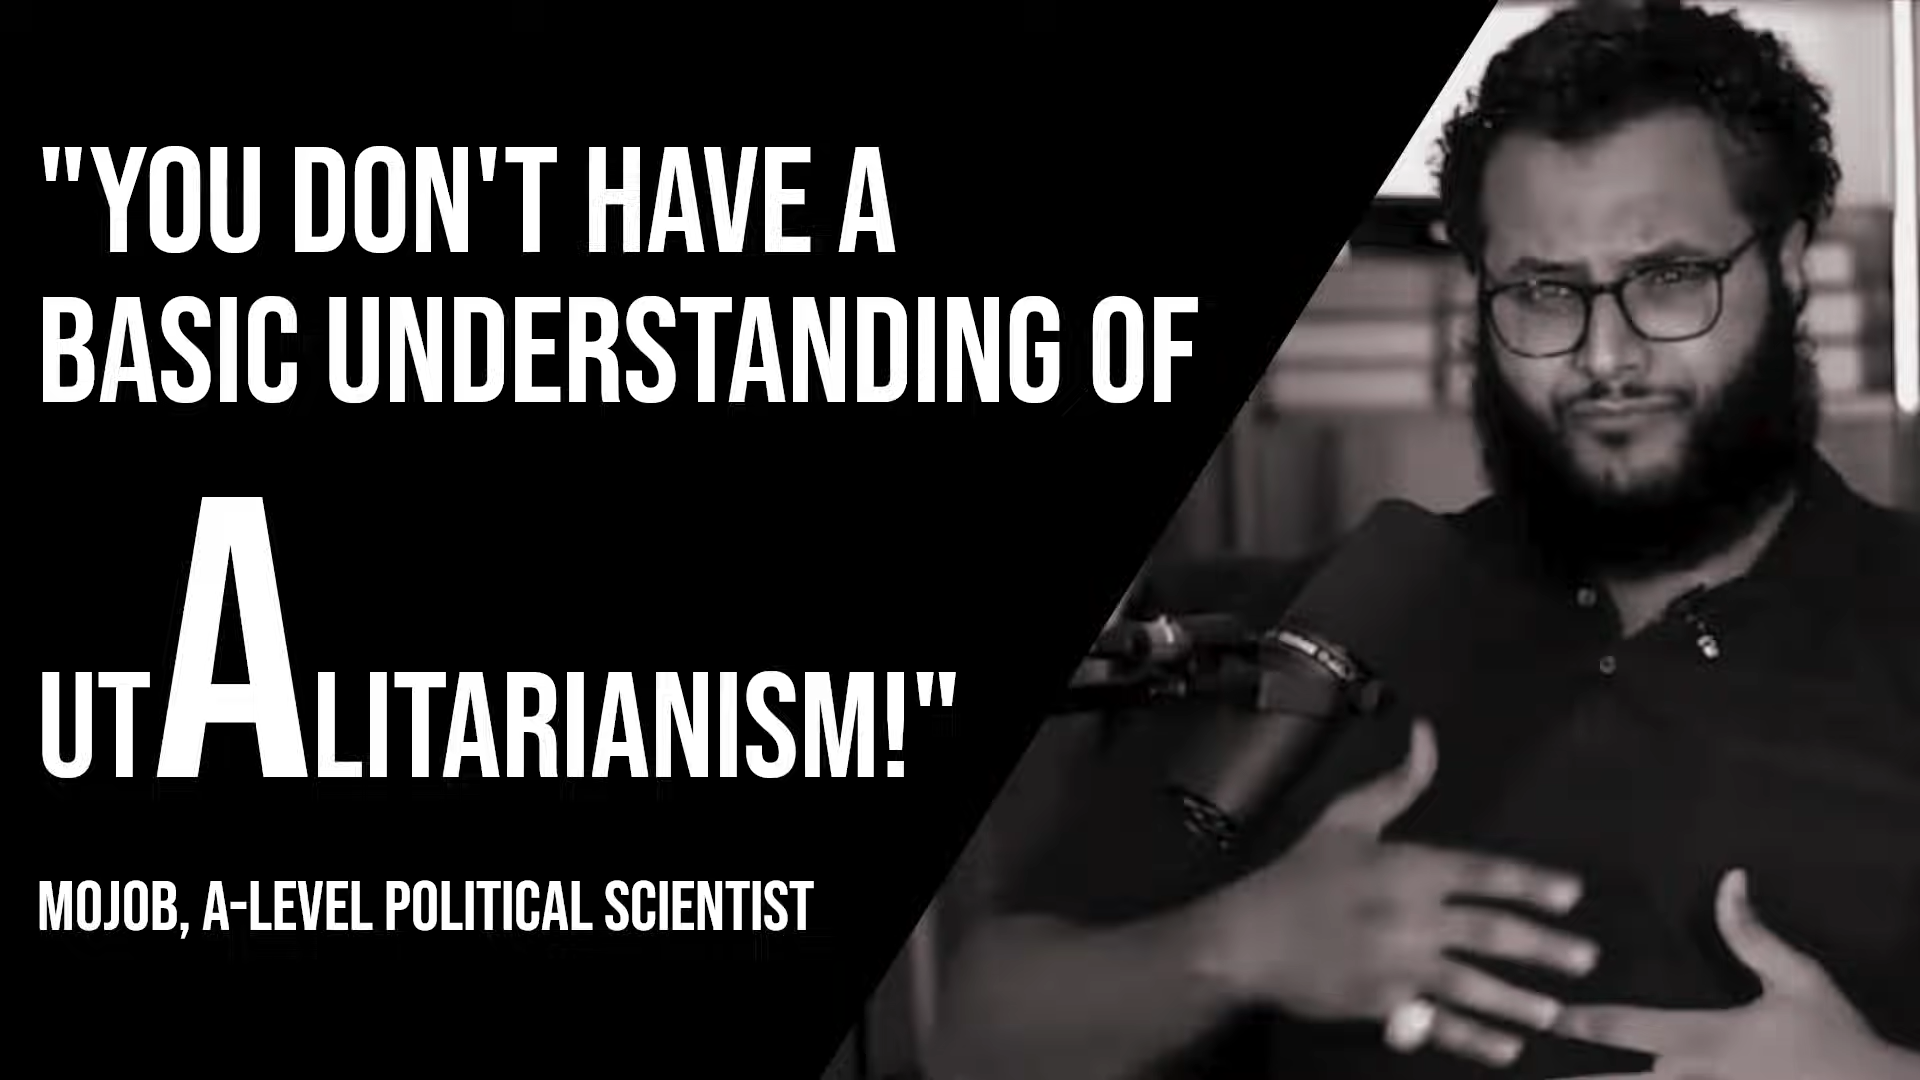 "YOU DON'T HAVE A
BASIC UNDERSTANDING OF
UTALITARIANISM!"
MOJOB, A-LEVEL POLITICAL SCIENTIST